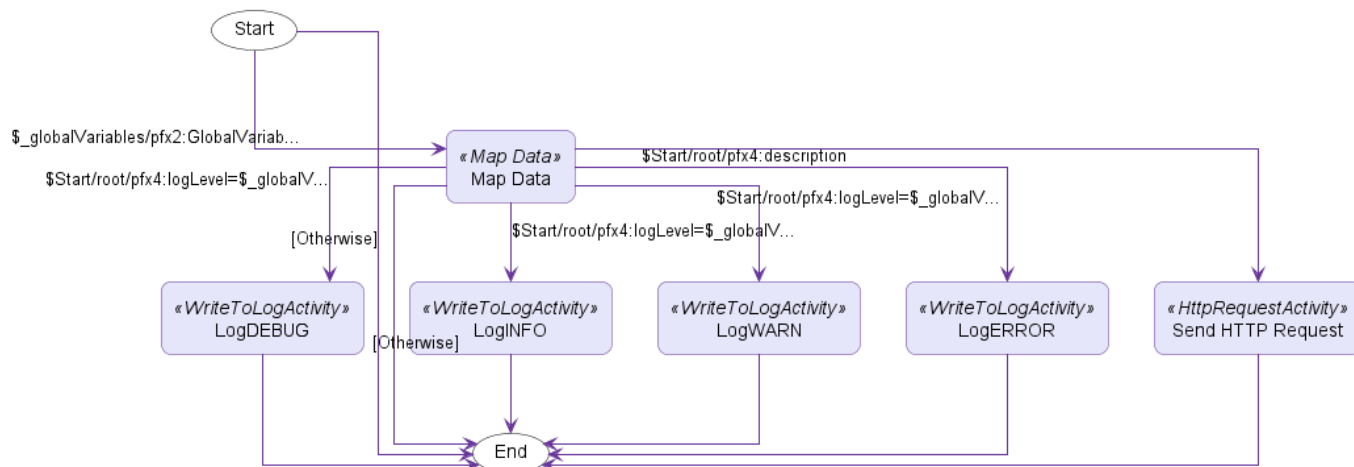 Start
$_globalVariables/pfx2:GlobalVariab...
«Map Data»
Map Data
$Start/root/pfx4:description
$Start/root/pfx4:logLevel=$_globalV...
$Start/root/pfx4:logLevel=$_globalV...
$Start/root/pfx4:logLevel=$_globalV...
[Otherwise]
«WriteToLogActivity»
LogDEBUG
«WriteToLogActivity»
LogINFO
«WriteToLogActivity»
LogWARN
«WriteToLogActivity»
LogERROR
«HttpRequestActivity»
Send HTTP Request
[Otherwise]
End